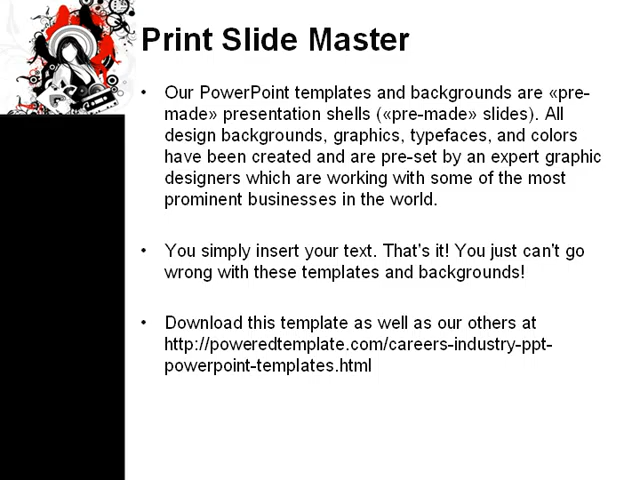 Print Slide Master
• Our PowerPoint templates and backgrounds are «pre-
made» presentation shells («pre-made» slides). All
design backgrounds, graphics, typefaces, and colors
have been created and are pre-set by an expert graphic
designers which are working with some of the most
prominent businesses in the world.
• You simply insert your text. That's it! You just can't go
wrong with these templates and backgrounds!
• Download this template as well as our others at
http://poweredtemplate.com/careers-industry-ppt-
powerpoint-templates.html